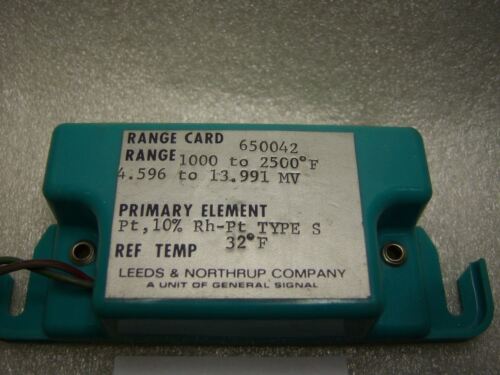 RANGE CARD 650042
RANGE 1000 to 2500°F
4.596 to 13.991 MV
PRIMARY ELEMENT
Pt, 10% Rh-Pt TYPE S
REF TEMP 32°F
LEEDS & NORTHRUP COMPANY
A UNIT OF GENERAL SIGNAL